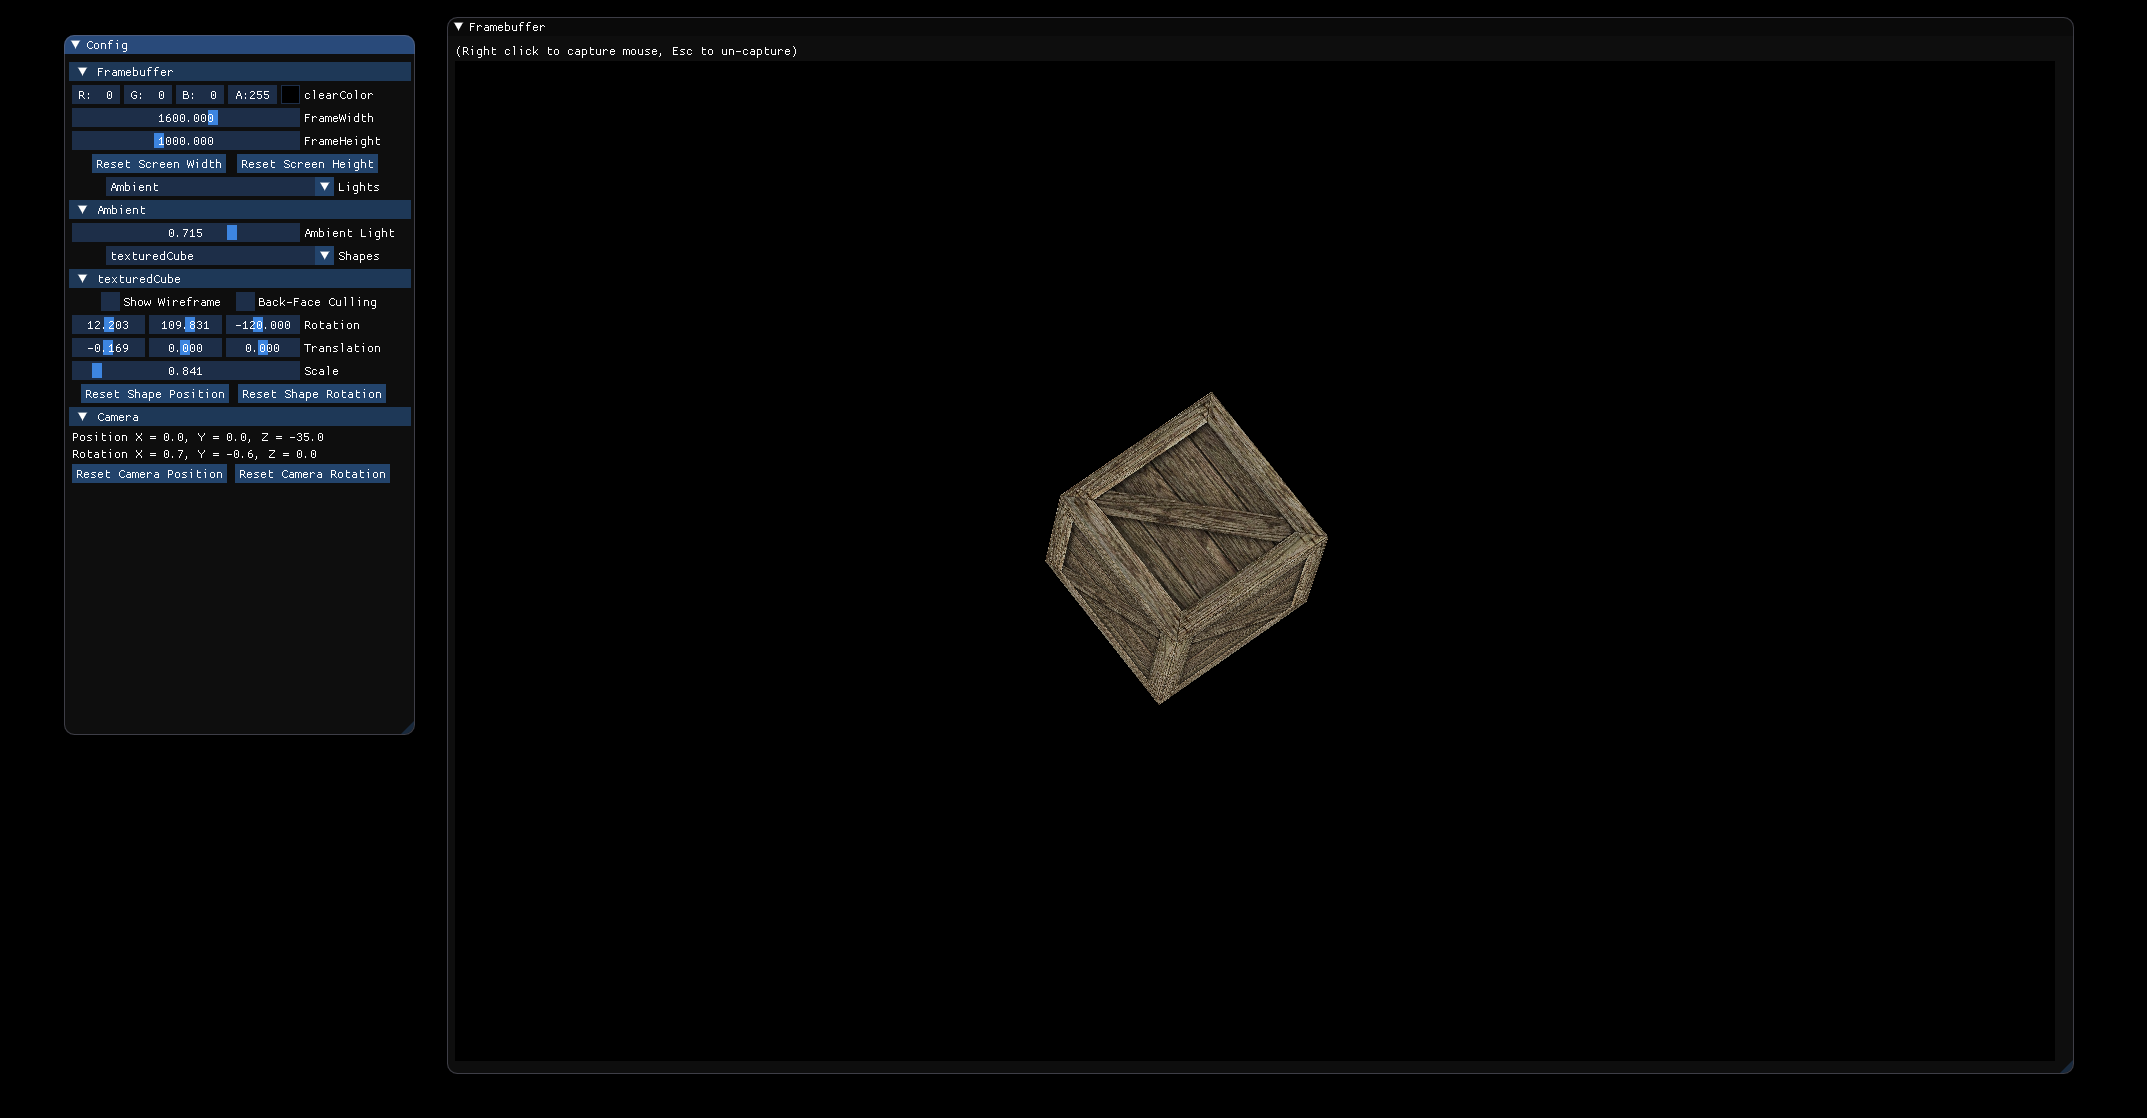 Config
Framebuffer
R: 0 G: 0 B: 0 A:255 clearColor
1600.000 FrameWidth
1000.000 FrameHeight
Reset Screen Width Reset Screen Height
Ambient Lights
Ambient
0.715 Ambient Light
texturedCube Shapes
texturedCube
Show Wireframe Back-Face Culling
12.203 109.831 -120.000 Rotation
-0.169 0.000 0.000 Translation
0.841 Scale
Reset Shape Position Reset Shape Rotation
Camera
Position X = 0.0, Y = 0.0, Z = -35.0
Rotation X = 0.7, Y = -0.6, Z = 0.0
Reset Camera Position Reset Camera Rotation
Framebuffer
(Right click to capture mouse, Esc to un-capture)